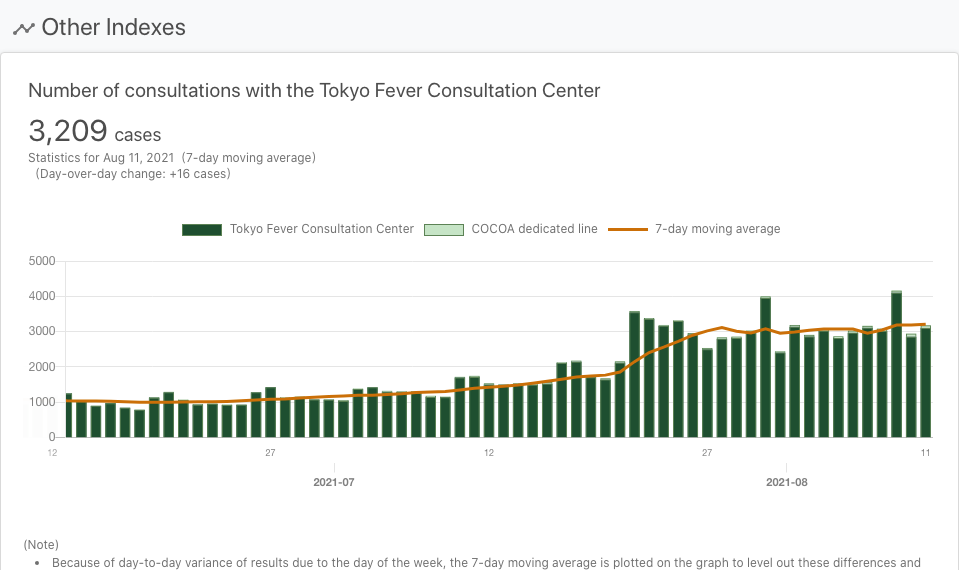 Other Indexes
Number of consultations with the Tokyo Fever Consultation Center
3,209 cases
Statistics for Aug 11, 2021 (7-day moving average)
(Day-over-day change: +16 cases)
Tokyo Fever Consultation Center COCOA dedicated line 7-day moving average
5000
4000
3000
2000
1000
0
12 27 12 27 11
2021-07 2021-08
(Note)
• Because of day-to-day variance of results due to the day of the week, the 7-day moving average is plotted on the graph to level out these differences and